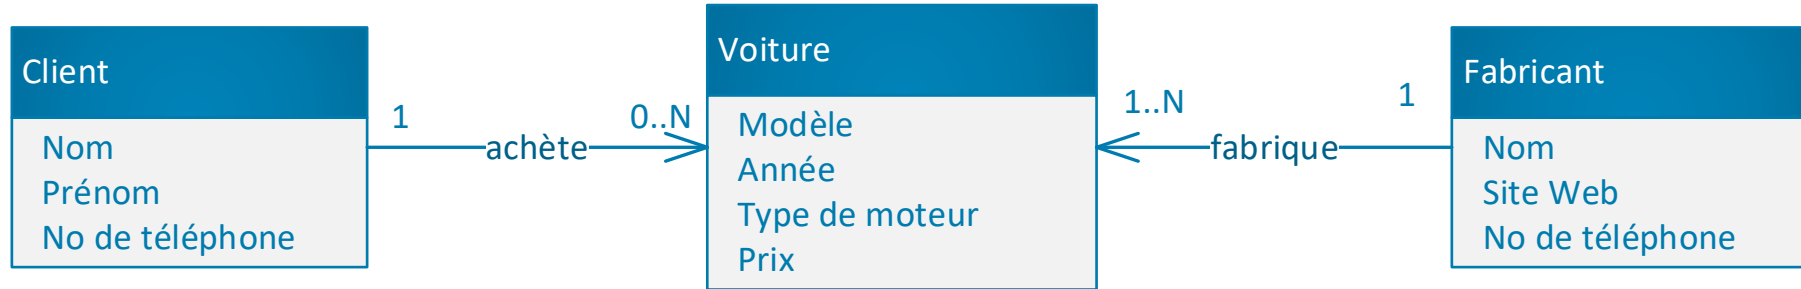 Client
Nom
Prénom
No de téléphone
1
achète
0..N
Voiture
Modèle
Année
Type de moteur
Prix
1..N
fabrique
1
Fabricant
Nom
Site Web
No de téléphone